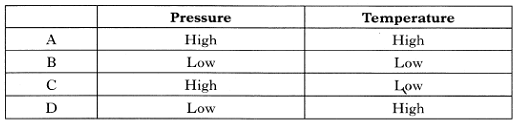 Pressure Temperature
A High High
B Low Low
C High Low
D Low High